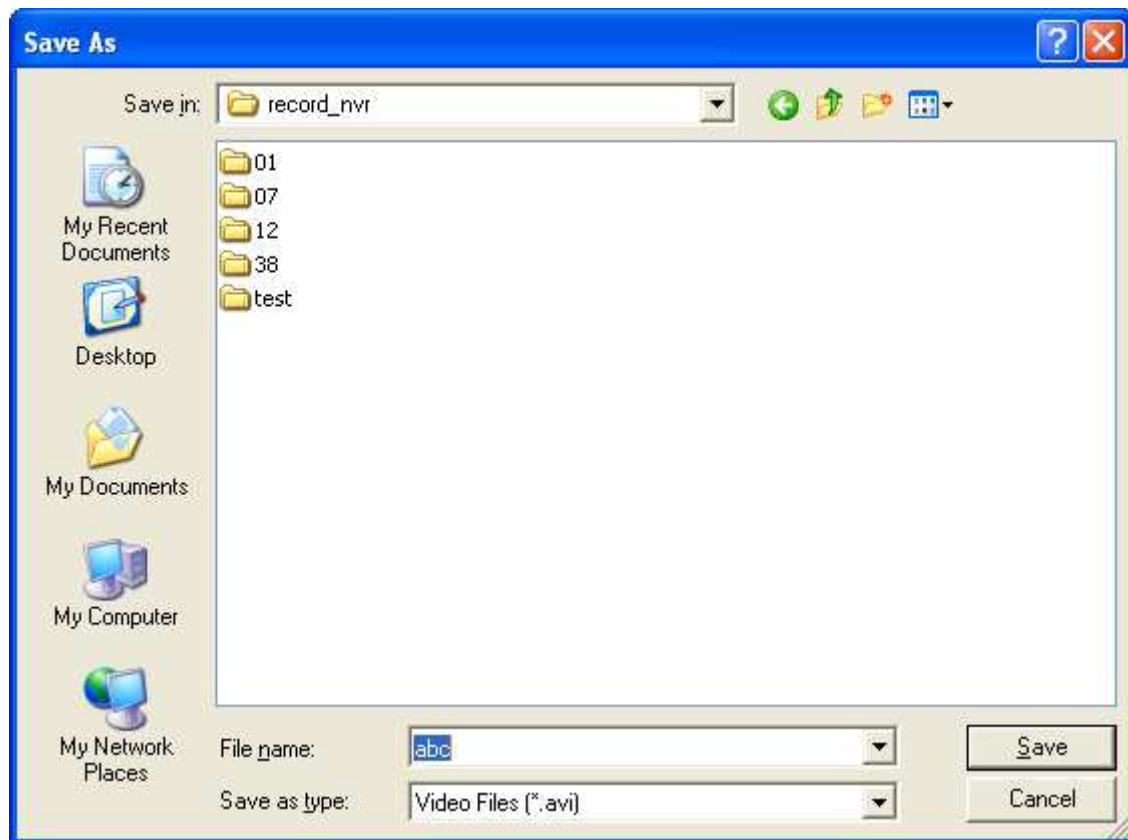 Save As
Save in: record_nvr
01
07
12
38
test
My Recent
Documents
Desktop
My Documents
My Computer
My Network
Places
File name: abc
Save
Save as type: Video Files (*.avi)
Cancel